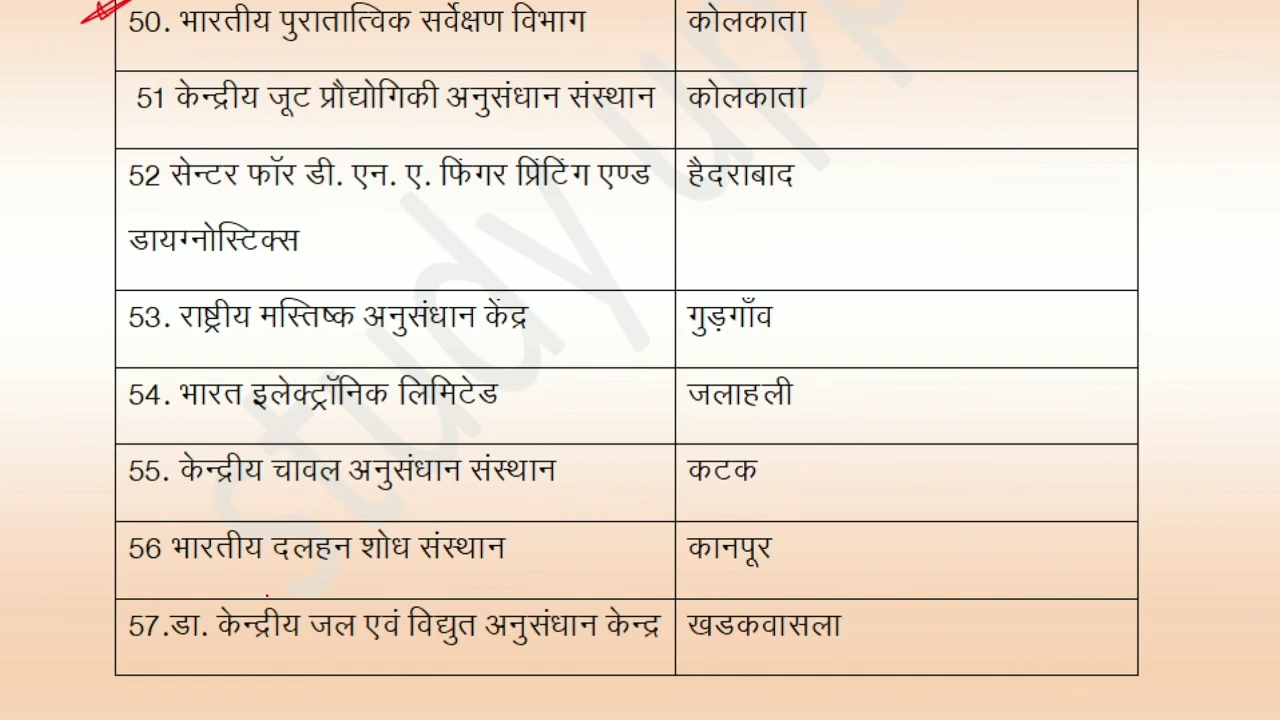 50. भारतीय पुरातात्विक सर्वेक्षण विभाग कोलकाता
51 केन्द्रीय जूट प्रौद्योगिकी अनुसंधान संस्थान कोलकाता
52 सेन्टर फॉर डी. एन. ए. फिंगर प्रिंटिंग एण्ड हैदराबाद
डायग्नोस्टिक्स
53. राष्ट्रीय मस्तिष्क अनुसंधान केंद्र गुड़गाँव
54. भारत इलेक्ट्रॉनिक लिमिटेड जलाहली
55. केन्द्रीय चावल अनुसंधान संस्थान कटक
56 भारतीय दलहन शोध संस्थान कानपूर
57.डा. केन्द्रीय जल एवं विद्युत अनुसंधान केन्द्र खडकवासला
study